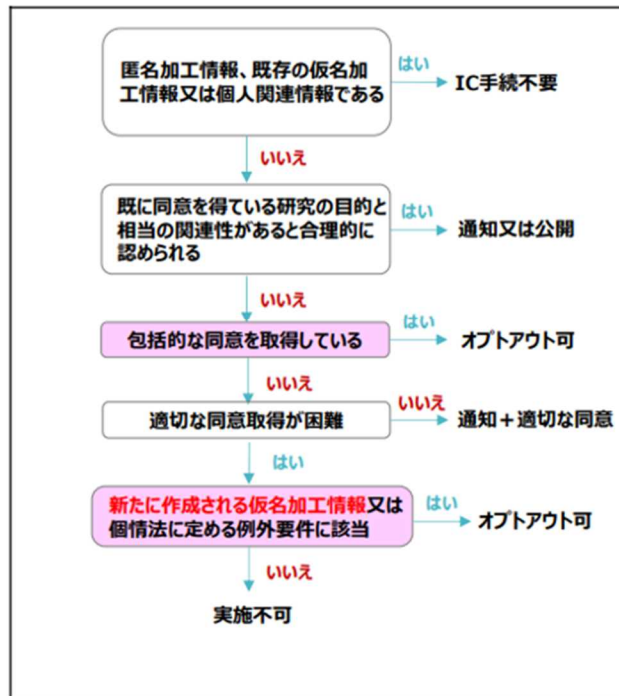 匿名加工情報、既存の仮名加
工情報又は個人関連情報である
はい
IC手続不要
いいえ
既に同意を得ている研究の目的と
相当の関連性があると合理的に
認められる
はい
通知又は公開
いいえ
包括的な同意を取得している
はい
オプトアウト可
いいえ
適切な同意取得が困難
いいえ
通知+適切な同意
はい
新たに作成される仮名加工情報又は
個情法に定める例外要件に該当
はい
オプトアウト可
いいえ
実施不可